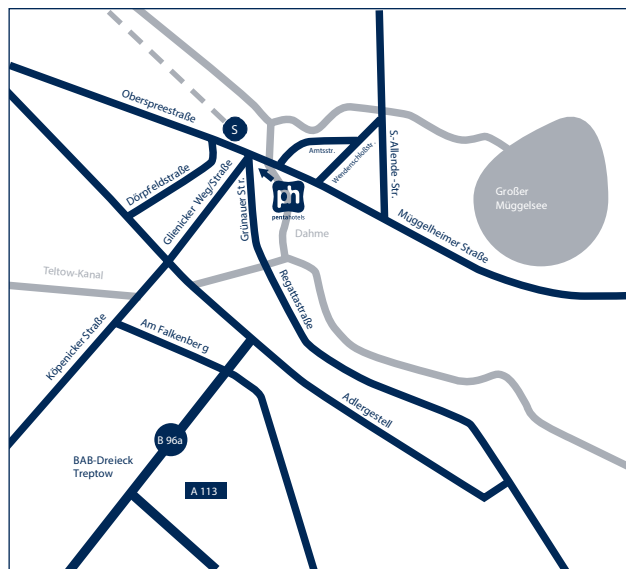 Oberspreestraße
S
Amtsstr.
Wendenschloßstr.
S.-Allende -Str.
Dörpfeldstraße
Glienicker Weg/Straße
Grünauer Str.
ph
pentahotels
Großer
Müggelsee
Müggelheimer Straße
Dahme
Teltow-Kanal
Regattastraße
Köpenicker Straße
Am Falkenberg
Adlergestell
B 96a
BAB-Dreieck
Treptow
A 113